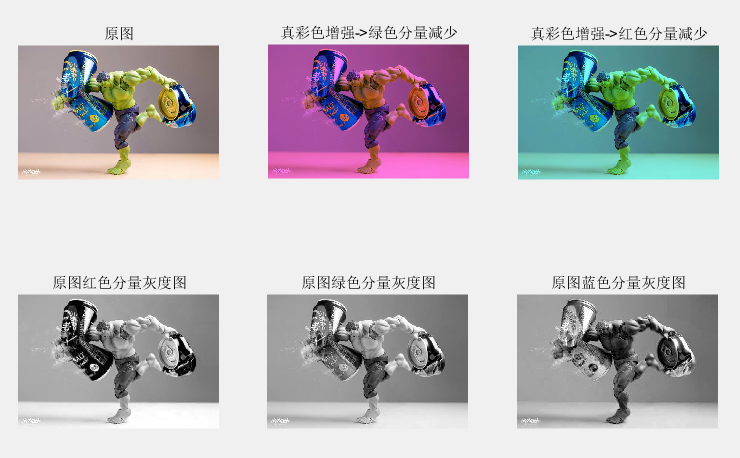 原图
真彩色增强->绿色分量减少
真彩色增强->红色分量减少
原图红色分量灰度图
原图绿色分量灰度图
原图蓝色分量灰度图